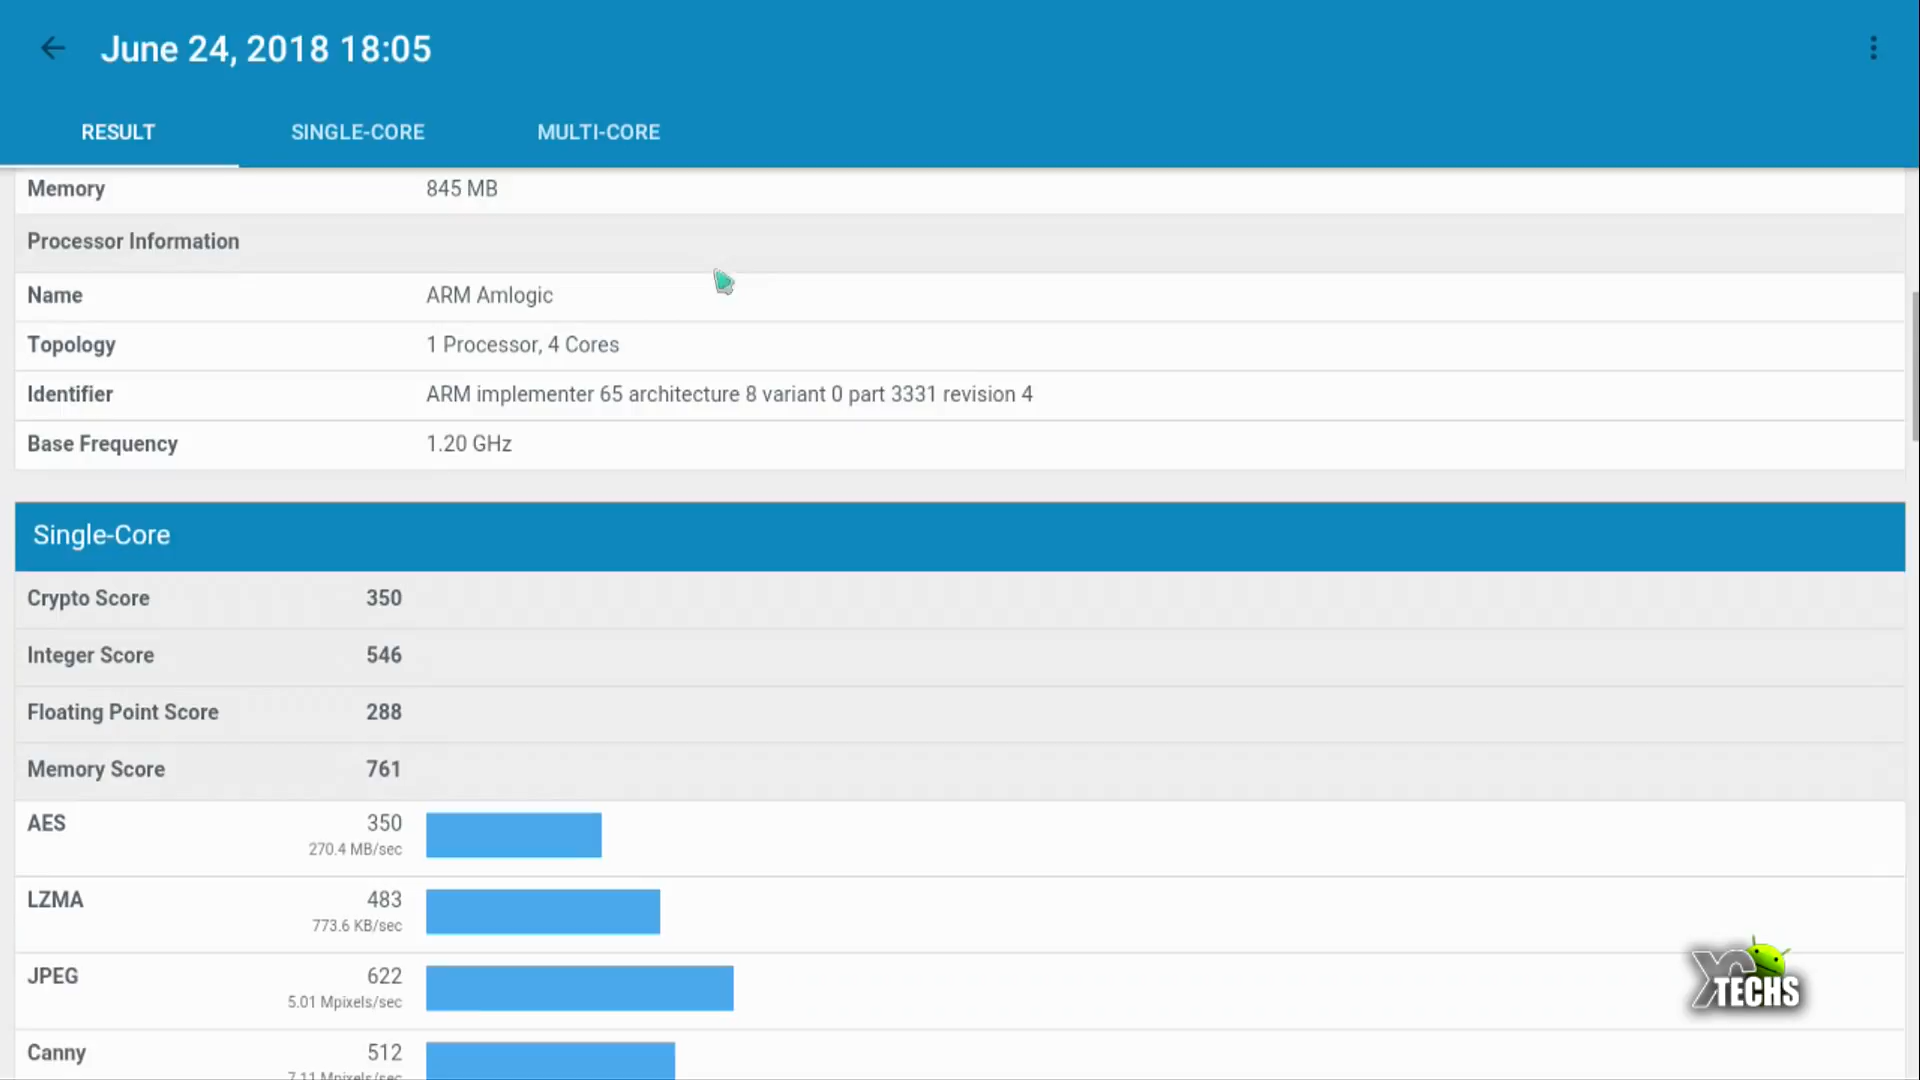 June 24, 2018 18:05
RESULT SINGLE-CORE MULTI-CORE
Memory 845 MB
Processor Information
Name ARM Amlogic
Topology 1 Processor, 4 Cores
Identifier ARM implementer 65 architecture 8 variant 0 part 3331 revision 4
Base Frequency 1.20 GHz
Single-Core
Crypto Score 350
Integer Score 546
Floating Point Score 288
Memory Score 761
AES 350
270.4 MB/sec
LZMA 483
773.6 KB/sec
JPEG 622
5.01 Mpixels/sec
Canny 512
7.11 Mpixels/sec
TECHS